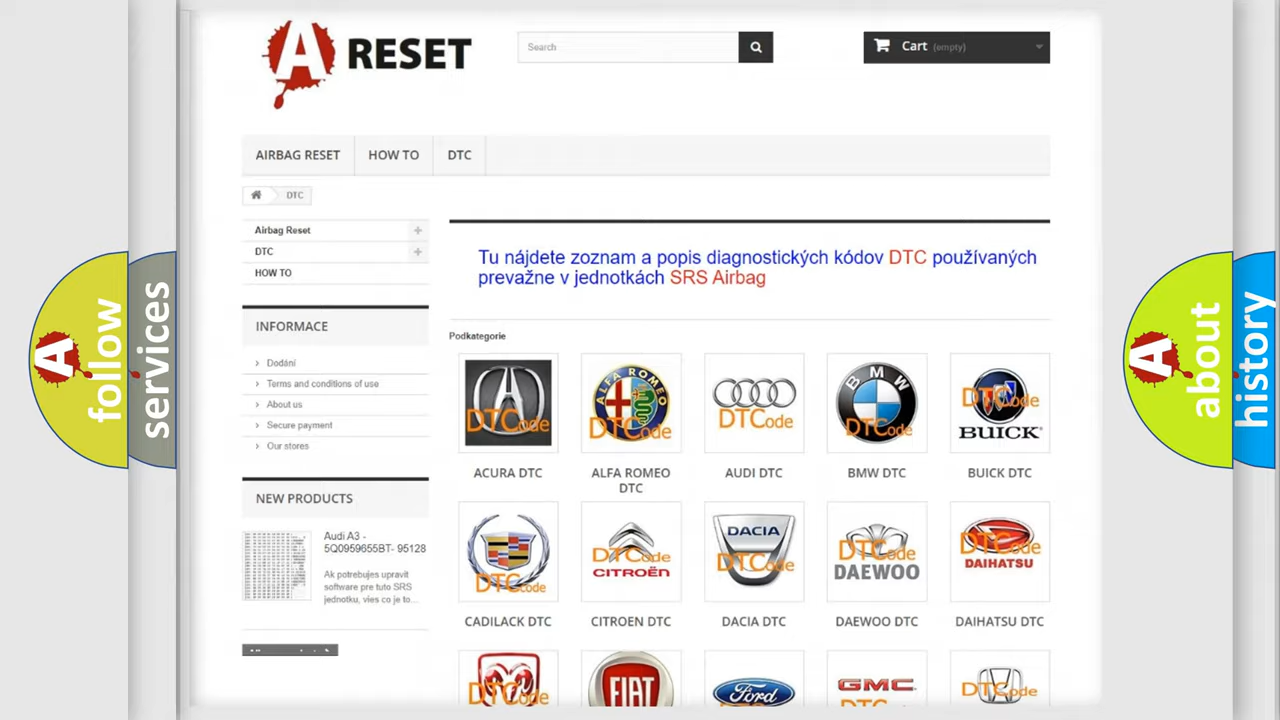 A RESET
Search
Cart (empty)
AIRBAG RESET
HOW TO
DTC
DTC
Airbag Reset
DTC
HOW TO
INFORMACE
Dodání
Terms and conditions of use
About us
Secure payment
Our stores
NEW PRODUCTS
Audi A3 -
5Q0959655BT- 95128
Ak potrebujes upravit
software pre tuto SRS
jednotku, vies co je to...
Tu nájdete zoznam a popis diagnostických kódov DTC používaných
prevažne v jednotkách SRS Airbag
Podkategorie
DTCode
ALFA ROMEO
DTCode
DTCode
BMW
DTCode
DTCode
BUICK
ACURA DTC
ALFA ROMEO
DTC
AUDI DTC
BMW DTC
BUICK DTC
DTCode
DTCode
CITROËN
DACIA
DTCode
DTCode
DAEWOO
DTCode
DAIHATSU
CADILACK DTC
CITROEN DTC
DACIA DTC
DAEWOO DTC
DAIHATSU DTC
DTCode
FIAT
Ford
GMC
DTCode
A follow
services
A about
history